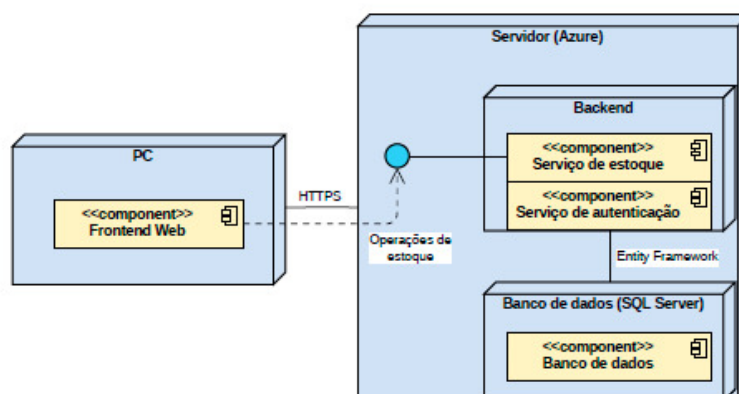 Servidor (Azure)
Backend
PC
<<component>>
Serviço de estoque
<<component>>
Frontend Web
HTTPS
<<component>>
Serviço de autenticação
Operações de
estoque
Entity Framework
Banco de dados (SQL Server)
<<component>>
Banco de dados